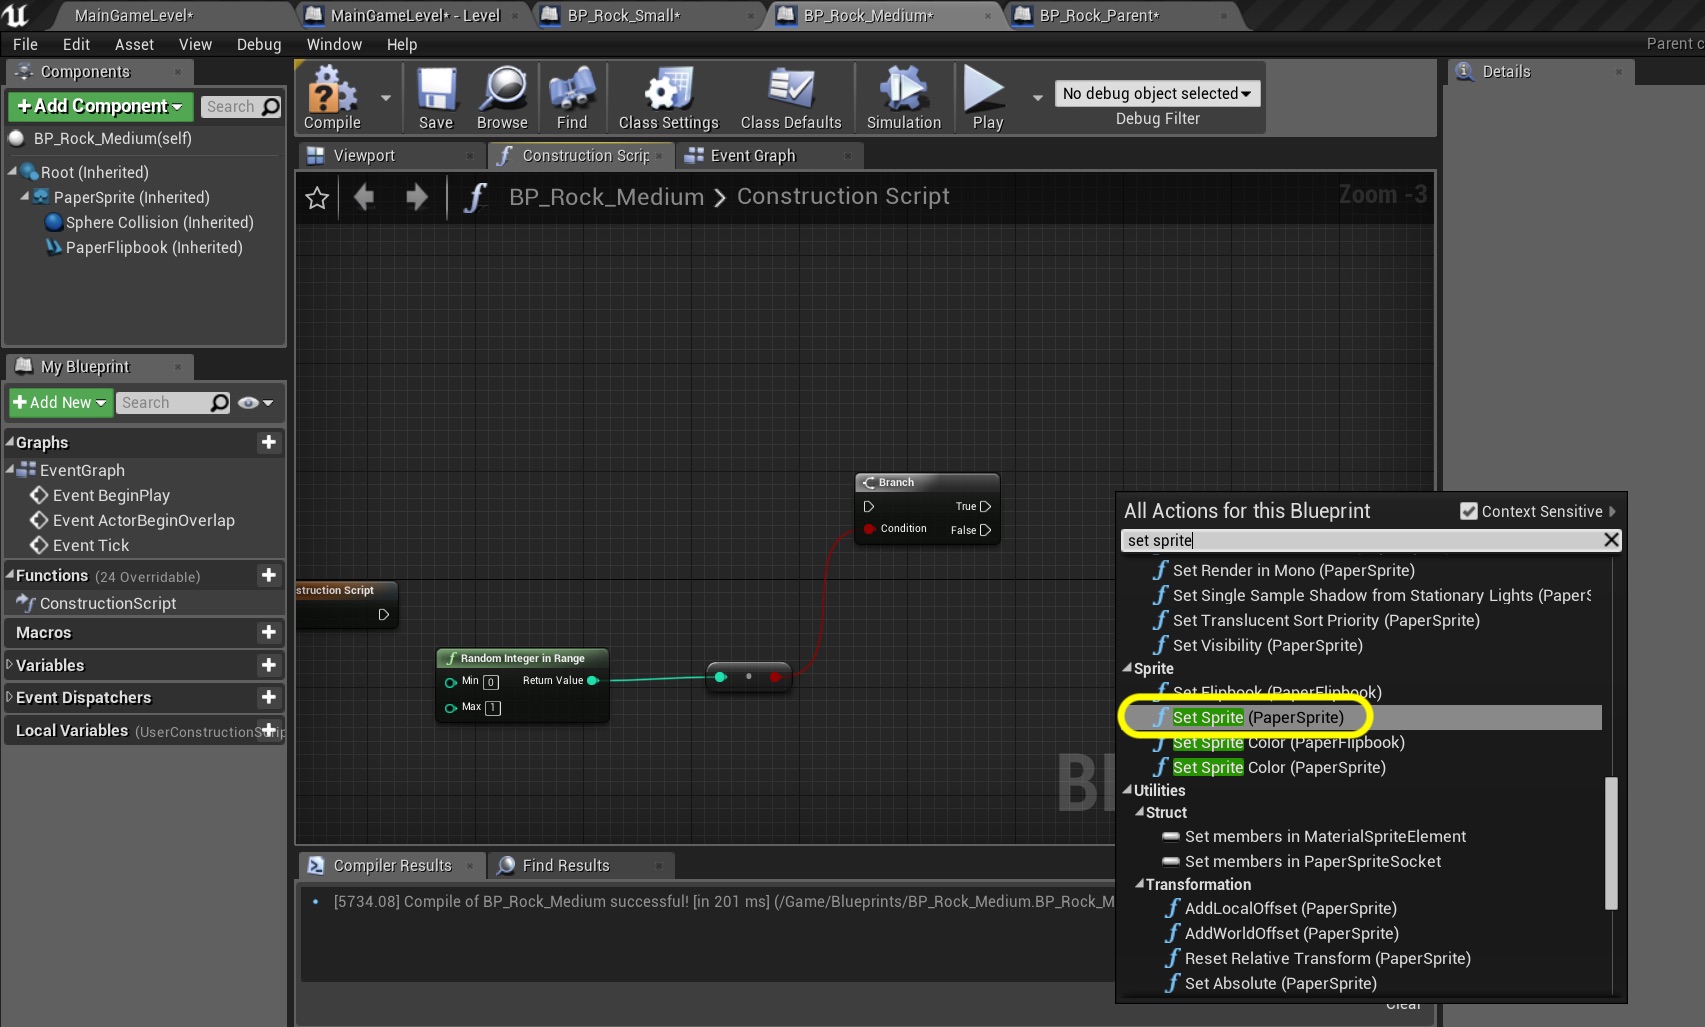 MainGameLevel*
MainGameLevel* - Level
BP_Rock_Small*
BP_Rock_Medium*
BP_Rock_Parent*
File Edit Asset View Debug Window Help
Parent c
Components
+Add Component
Search
BP_Rock_Medium(self)
Root (Inherited)
PaperSprite (Inherited)
Sphere Collision (Inherited)
PaperFlipbook (Inherited)
My Blueprint
+Add New
Search
Graphs
EventGraph
Event BeginPlay
Event ActorBeginOverlap
Event Tick
Functions (24 Overridable)
ConstructionScript
Macros
Variables
Event Dispatchers
Local Variables (UserConstructionScrip
Compile
Save
Browse
Find
Class Settings
Class Defaults
Simulation
Play
No debug object selected
Debug Filter
Details
Viewport
Construction Scrip
Event Graph
BP_Rock_Medium > Construction Script
Zoom -3
Branch
True
Condition
False
struction Script
Random Integer in Range
Min 0
Return Value
Max 1
BP
All Actions for this Blueprint
Context Sensitive
set sprite
Set Render in Mono (PaperSprite)
Set Single Sample Shadow from Stationary Lights (PaperS
Set Translucent Sort Priority (PaperSprite)
Set Visibility (PaperSprite)
Sprite
Set Flipbook (PaperFlipbook)
Set Sprite (PaperSprite)
Set Sprite Color (PaperFlipbook)
Set Sprite Color (PaperSprite)
Utilities
Struct
Set members in MaterialSpriteElement
Set members in PaperSpriteSocket
Transformation
AddLocalOffset (PaperSprite)
AddWorldOffset (PaperSprite)
Reset Relative Transform (PaperSprite)
Set Absolute (PaperSprite)
Compiler Results
Find Results
[5734.08] Compile of BP_Rock_Medium successful! [in 201 ms] (/Game/Blueprints/BP_Rock_Medium.BP_Rock_M
Clear